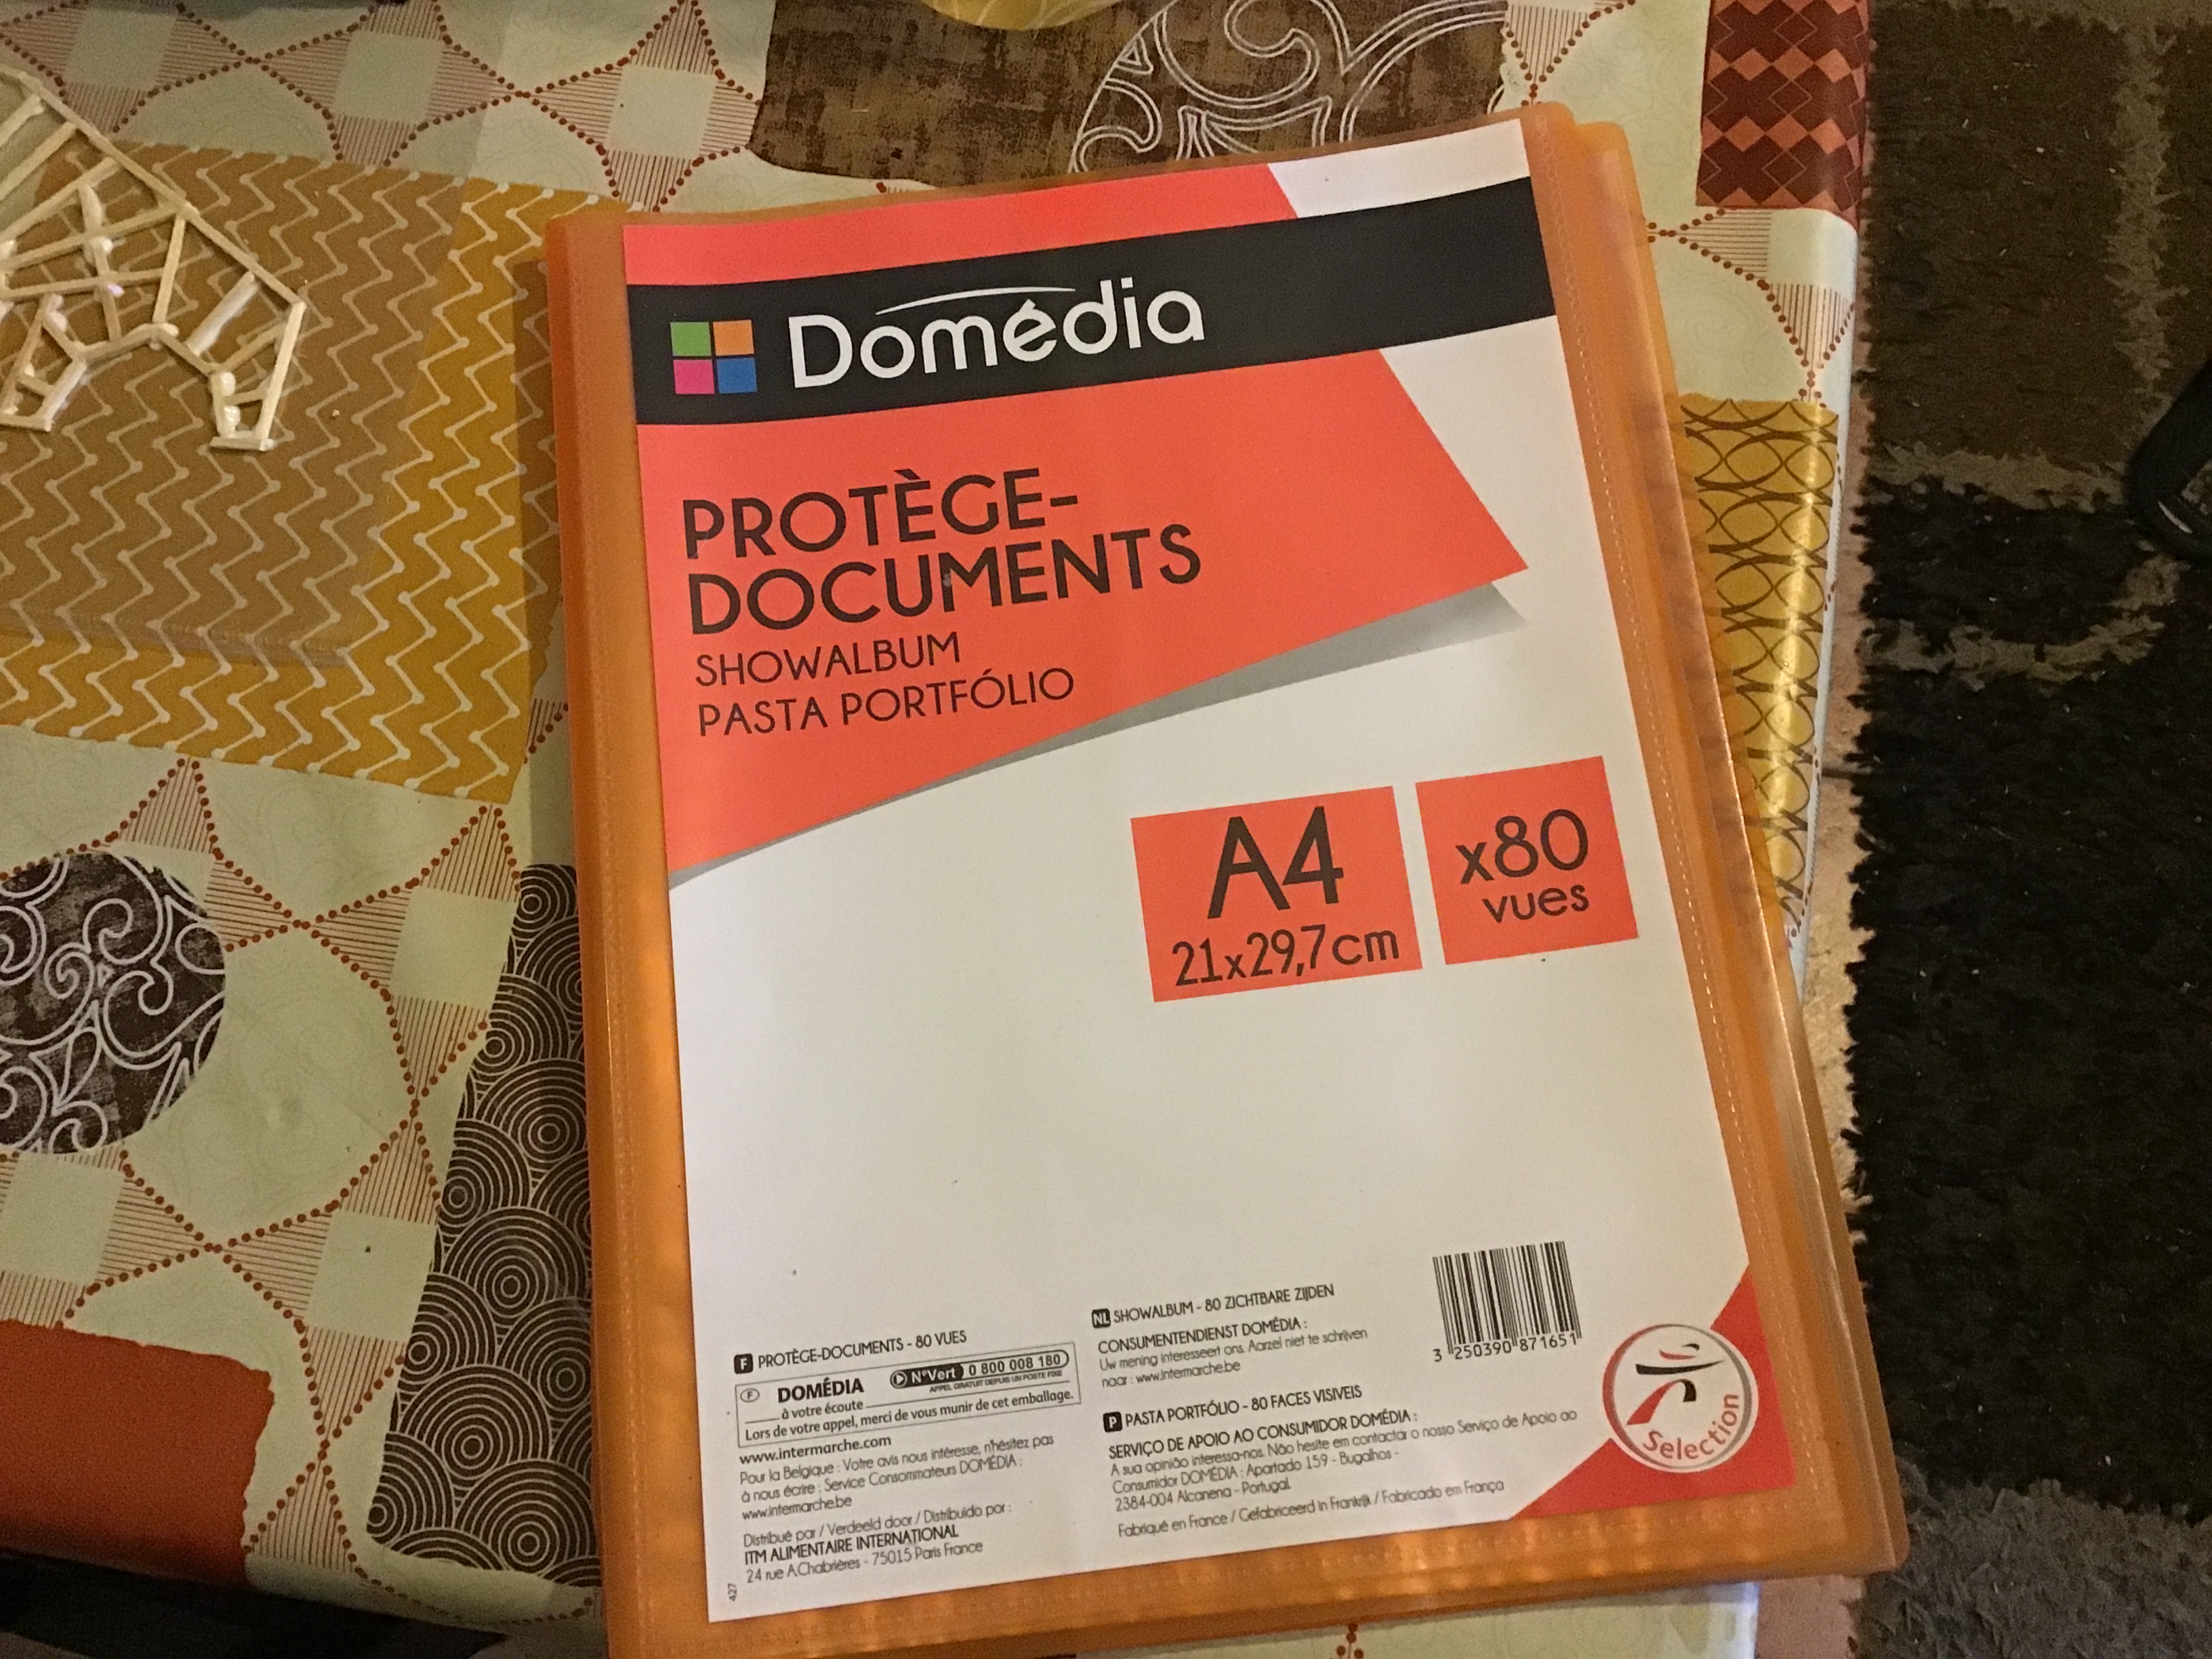 Domédia
PROTÈGE-
DOCUMENTS
SHOWALBUM
PASTA PORTFÓLIO
A4
21x29,7cm
x80
vues
F PROTÈGE-DOCUMENTS - 80 VUES
F DOMÉDIA
à votre écoute
N°Vert 0 800 008 180
APPEL GRATUIT DEPUIS UN POSTE FIXE
Lors de votre appel, merci de vous munir de cet emballage.
www.intermarche.com
Pour la Belgique : Votre avis nous intéresse, n'hésitez pas
à nous écrire : Service Consommateurs DOMÉDIA :
www.intermarche.be
Distribué par / Verdeeld door / Distribuido por :
ITM ALIMENTAIRE INTERNATIONAL
24 rue A.Chabrières - 75015 Paris France
427
NL SHOWALBUM - 80 ZICHTBARE ZIJDEN
CONSUMENTENDIENST DOMÉDIA :
Uw mening interesseert ons. Aarzel niet te schrijven
naar : www.intermarche.be
P PASTA PORTFÓLIO - 80 FACES VISIVEIS
SERVIÇO DE APOIO AO CONSUMIDOR DOMÉDIA :
A sua opinião interessa-nos. Não hesite em contactar o nosso Serviço de Apoio ao
Consumidor DOMÉDIA : Apartado 159 - Bugalhos -
2384-004 Alcanena - Portugal.
Fabriqué en France / Gefabriceerd in Frankrijk / Fabricado em França
3 250390 871651
Selection